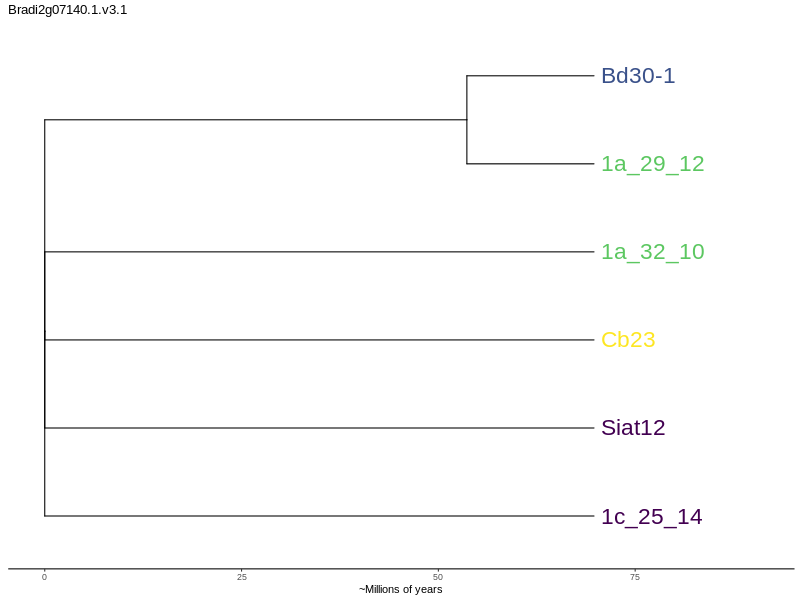 Bradi2g07140.1.v3.1
Bd30-1
1a_29_12
1a_32_10
Cb23
Siat12
1c_25_14
0 25 50 75
~Millions of years